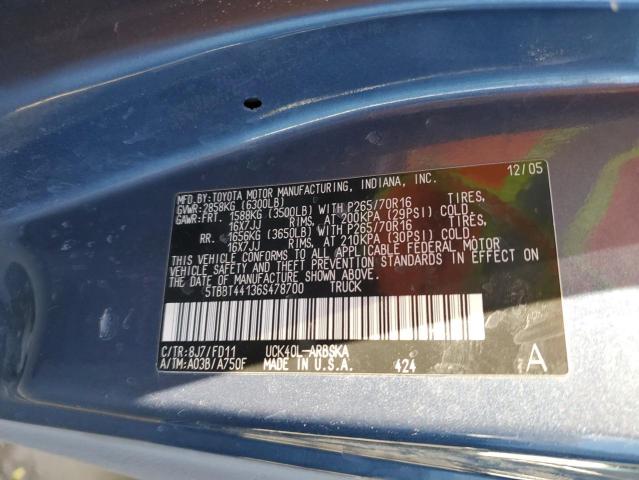 12/05
MFD.BY:TOYOTA MOTOR MANUFACTURING, INDIANA, INC.
GVWR:2858KG (6300LB)
GAWR:FRT. 1588KG (3500LB) WITH P265/70R16 TIRES,
16X7JJ RIMS, AT 200KPA (29PSI) COLD.
RR. 1656KG (3650LB) WITH P265/70R16 TIRES,
16X7JJ RIMS, AT 210KPA (30PSI) COLD.
THIS VEHICLE CONFORMS TO ALL APPLICABLE FEDERAL MOTOR
VEHICLE SAFETY AND THEFT PREVENTION STANDARDS IN EFFECT ON
THE DATE OF MANUFACTURE SHOWN ABOVE.
5TBBT44136S478700 TRUCK
C/TR:8J7/FD11 UCK40L-ARBSKA
A/TM:A03B/A750F MADE IN U.S.A. 424 A